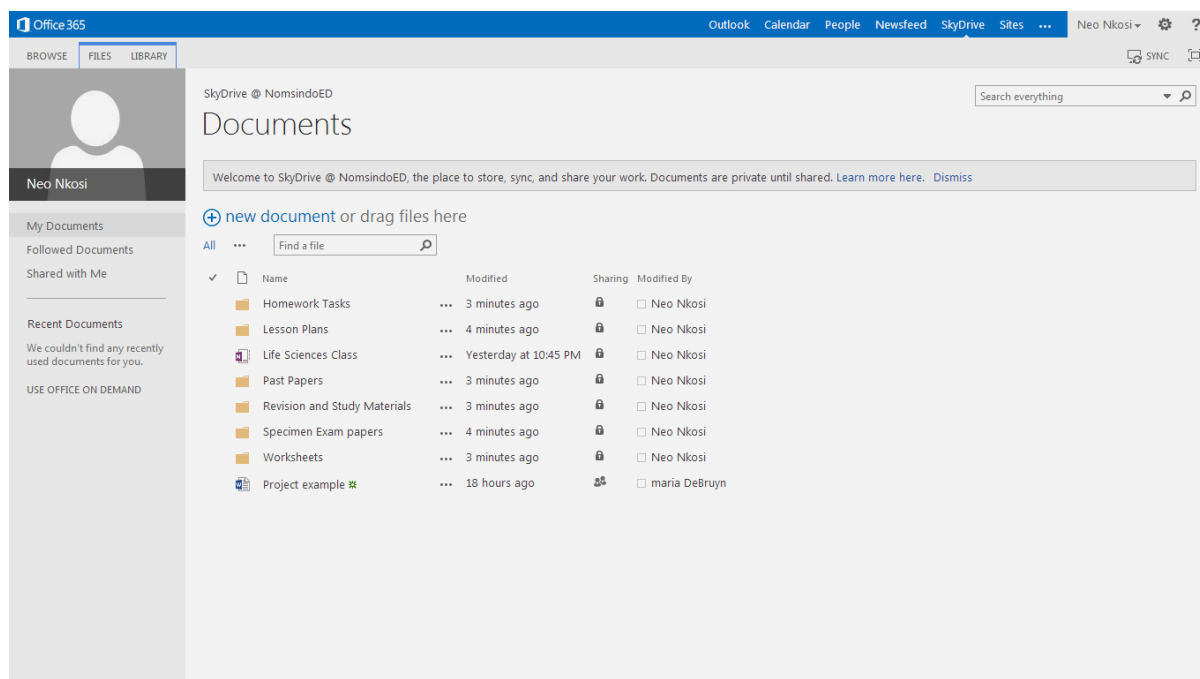 Office 365 Outlook Calendar People Newsfeed SkyDrive Sites ... Neo Nkosi ?
BROWSE FILES LIBRARY SYNC
SkyDrive @ NomsindoED
Search everything
Documents
Neo Nkosi
Welcome to SkyDrive @ NomsindoED, the place to store, sync, and share your work. Documents are private until shared. Learn more here. Dismiss
My Documents
Followed Documents
Shared with Me
Recent Documents
We couldn't find any recently
used documents for you.
USE OFFICE ON DEMAND
new document or drag files here
All ... Find a file
Name Modified Sharing Modified By
Homework Tasks ... 3 minutes ago Neo Nkosi
Lesson Plans ... 4 minutes ago Neo Nkosi
Life Sciences Class ... Yesterday at 10:45 PM Neo Nkosi
Past Papers ... 3 minutes ago Neo Nkosi
Revision and Study Materials ... 3 minutes ago Neo Nkosi
Specimen Exam papers ... 4 minutes ago Neo Nkosi
Worksheets ... 3 minutes ago Neo Nkosi
Project example ... 18 hours ago maria DeBruyn